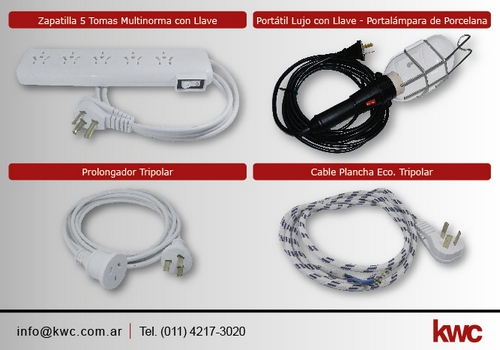 Zapatilla 5 Tomas Multinorma con Llave
Portátil Lujo con Llave - Portalámpara de Porcelana
Prolongador Tripolar
Cable Plancha Eco. Tripolar
info@kwc.com.ar | Tel. (011) 4217-3020
kwc